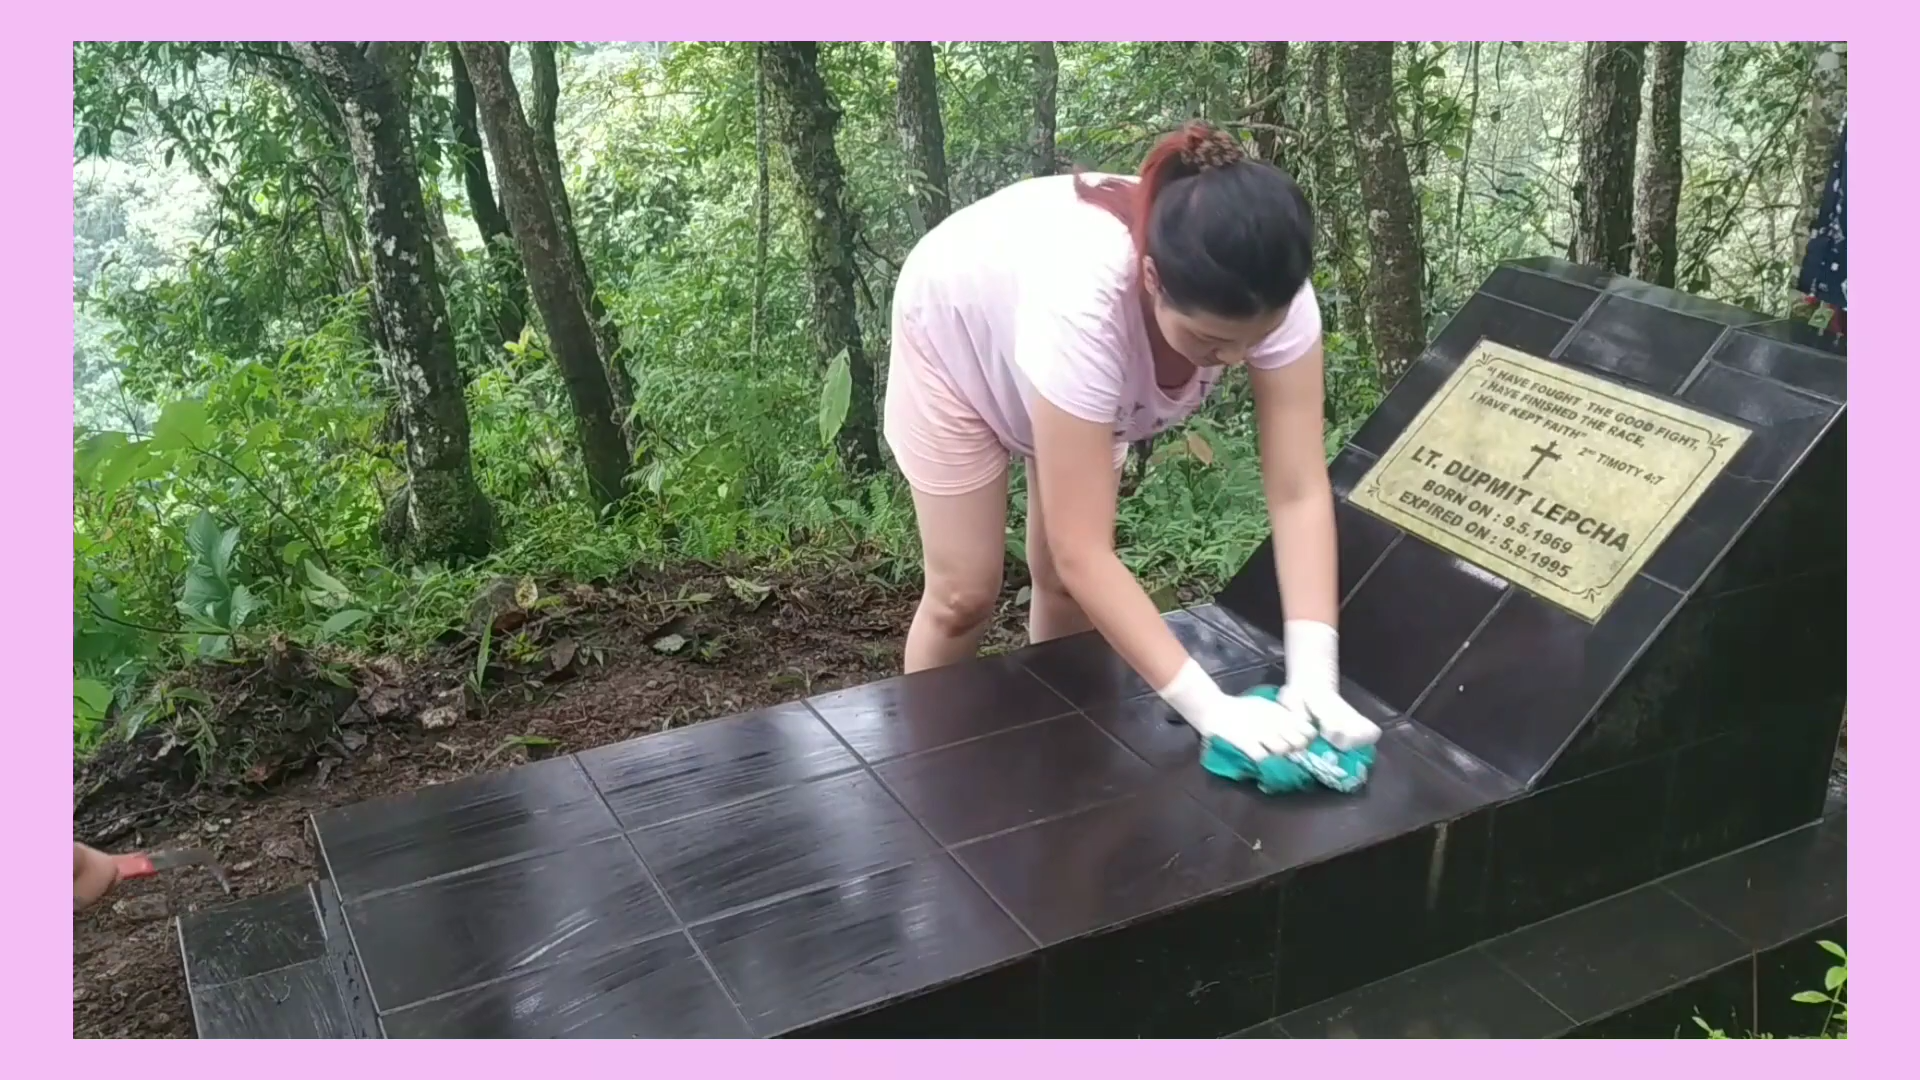 "I HAVE FOUGHT THE GOOD FIGHT,
I HAVE FINISHED THE RACE,
I HAVE KEPT FAITH"
2ND TIMOTY 4:7
LT. DUPMIT LEPCHA
BORN ON : 9.5.1969
EXPIRED ON : 5.9.1995